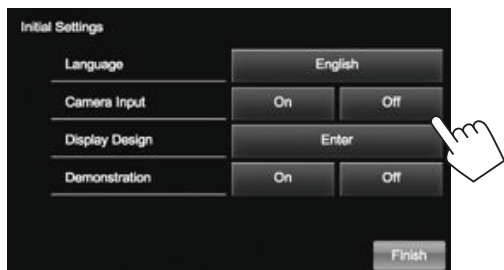 Initial Settings
Language English
Camera Input On Off
Display Design Enter
Demonstration On Off
Finish